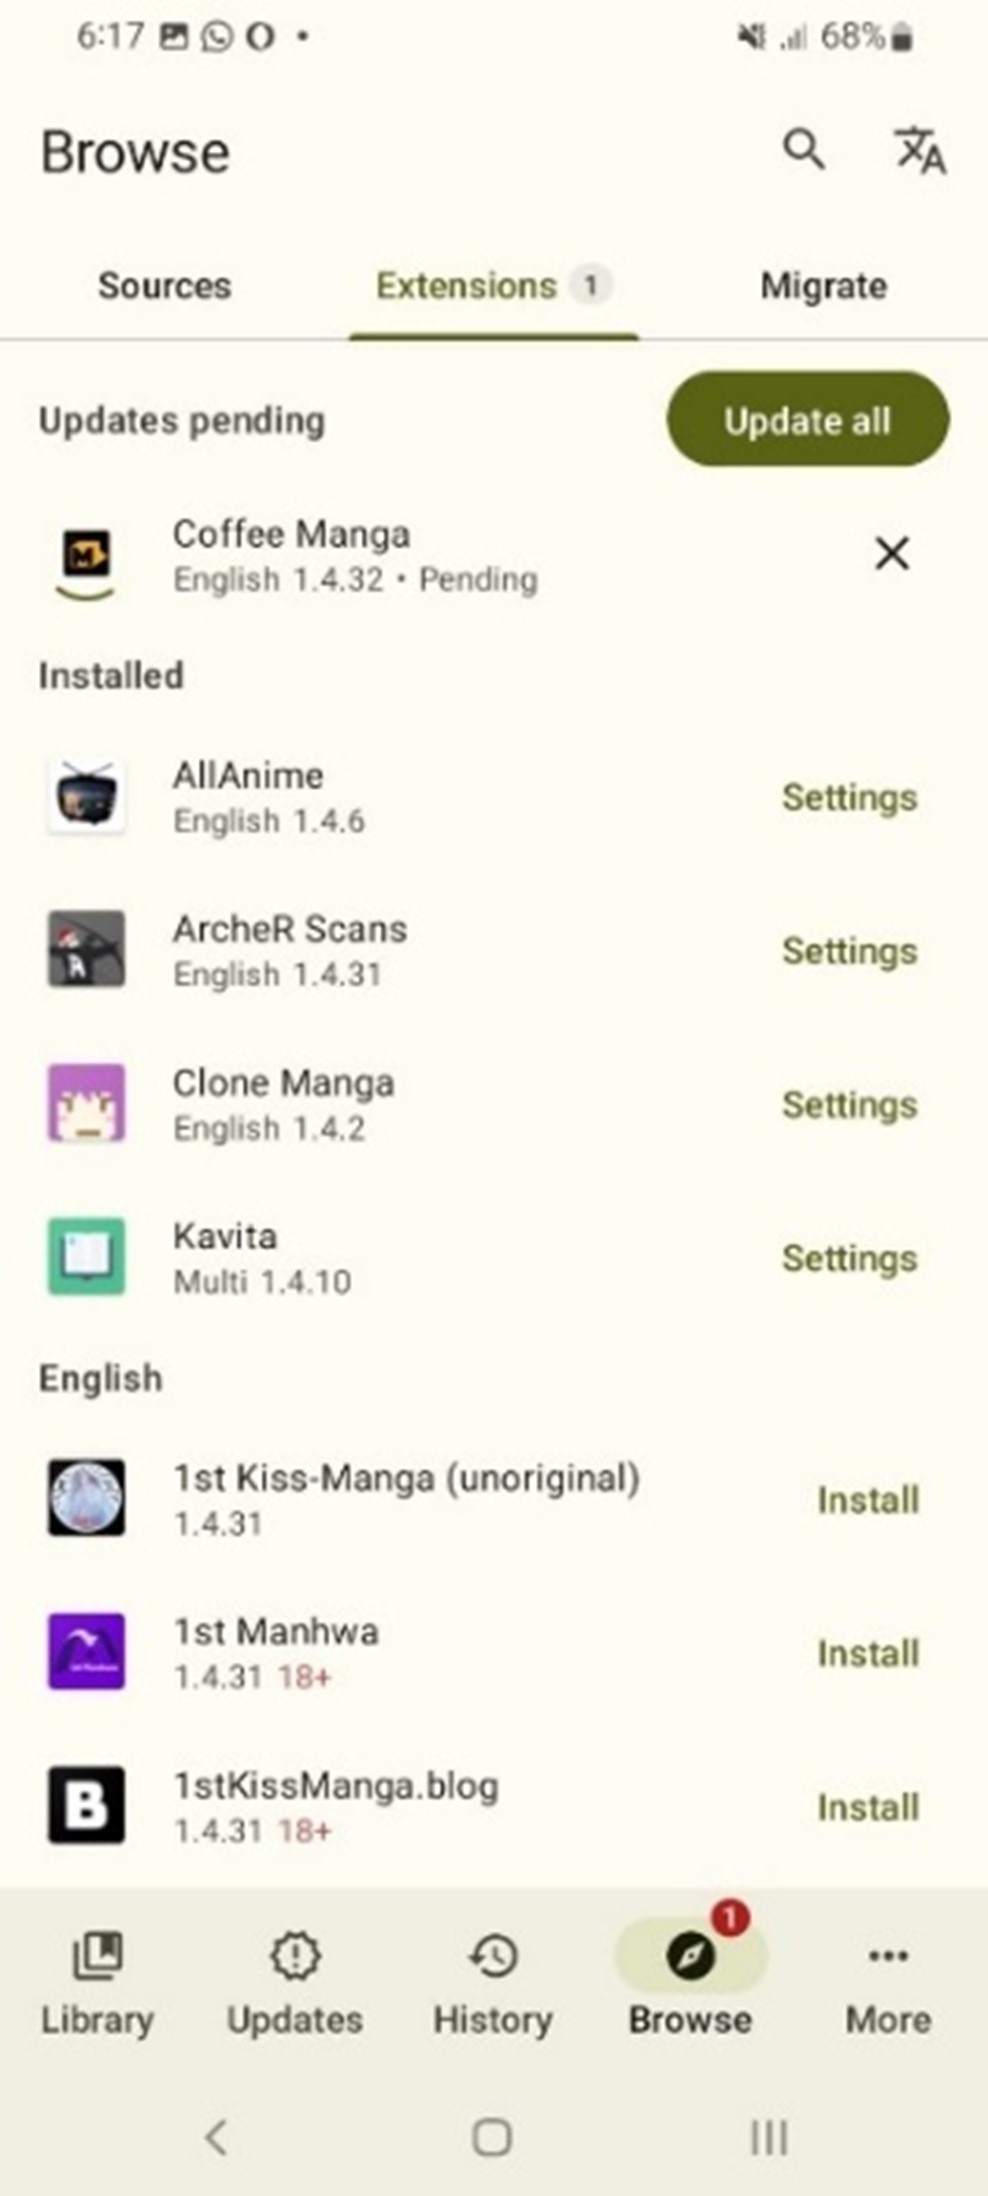 6:17 68%
Browse
Sources Extensions 1 Migrate
Updates pending Update all
Coffee Manga
English 1.4.32 • Pending
Installed
AllAnime
English 1.4.6
Settings
ArcheR Scans
English 1.4.31
Settings
Clone Manga
English 1.4.2
Settings
Kavita
Multi 1.4.10
Settings
English
1st Kiss-Manga (unoriginal)
1.4.31
Install
1st Manhwa
1.4.31 18+
Install
B
1stKissManga.blog
1.4.31 18+
Install
1
Library Updates History Browse More